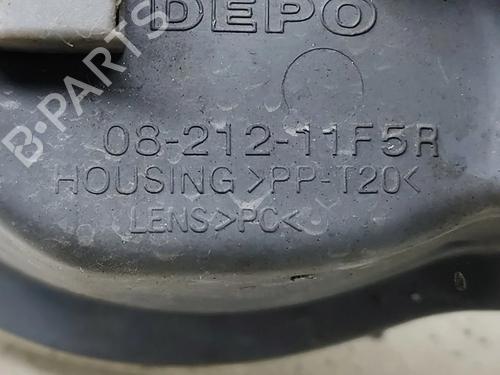 DEPO
08-212-11F5R
HOUSING >PP-T20<
LENS>PC<
B-PARTS